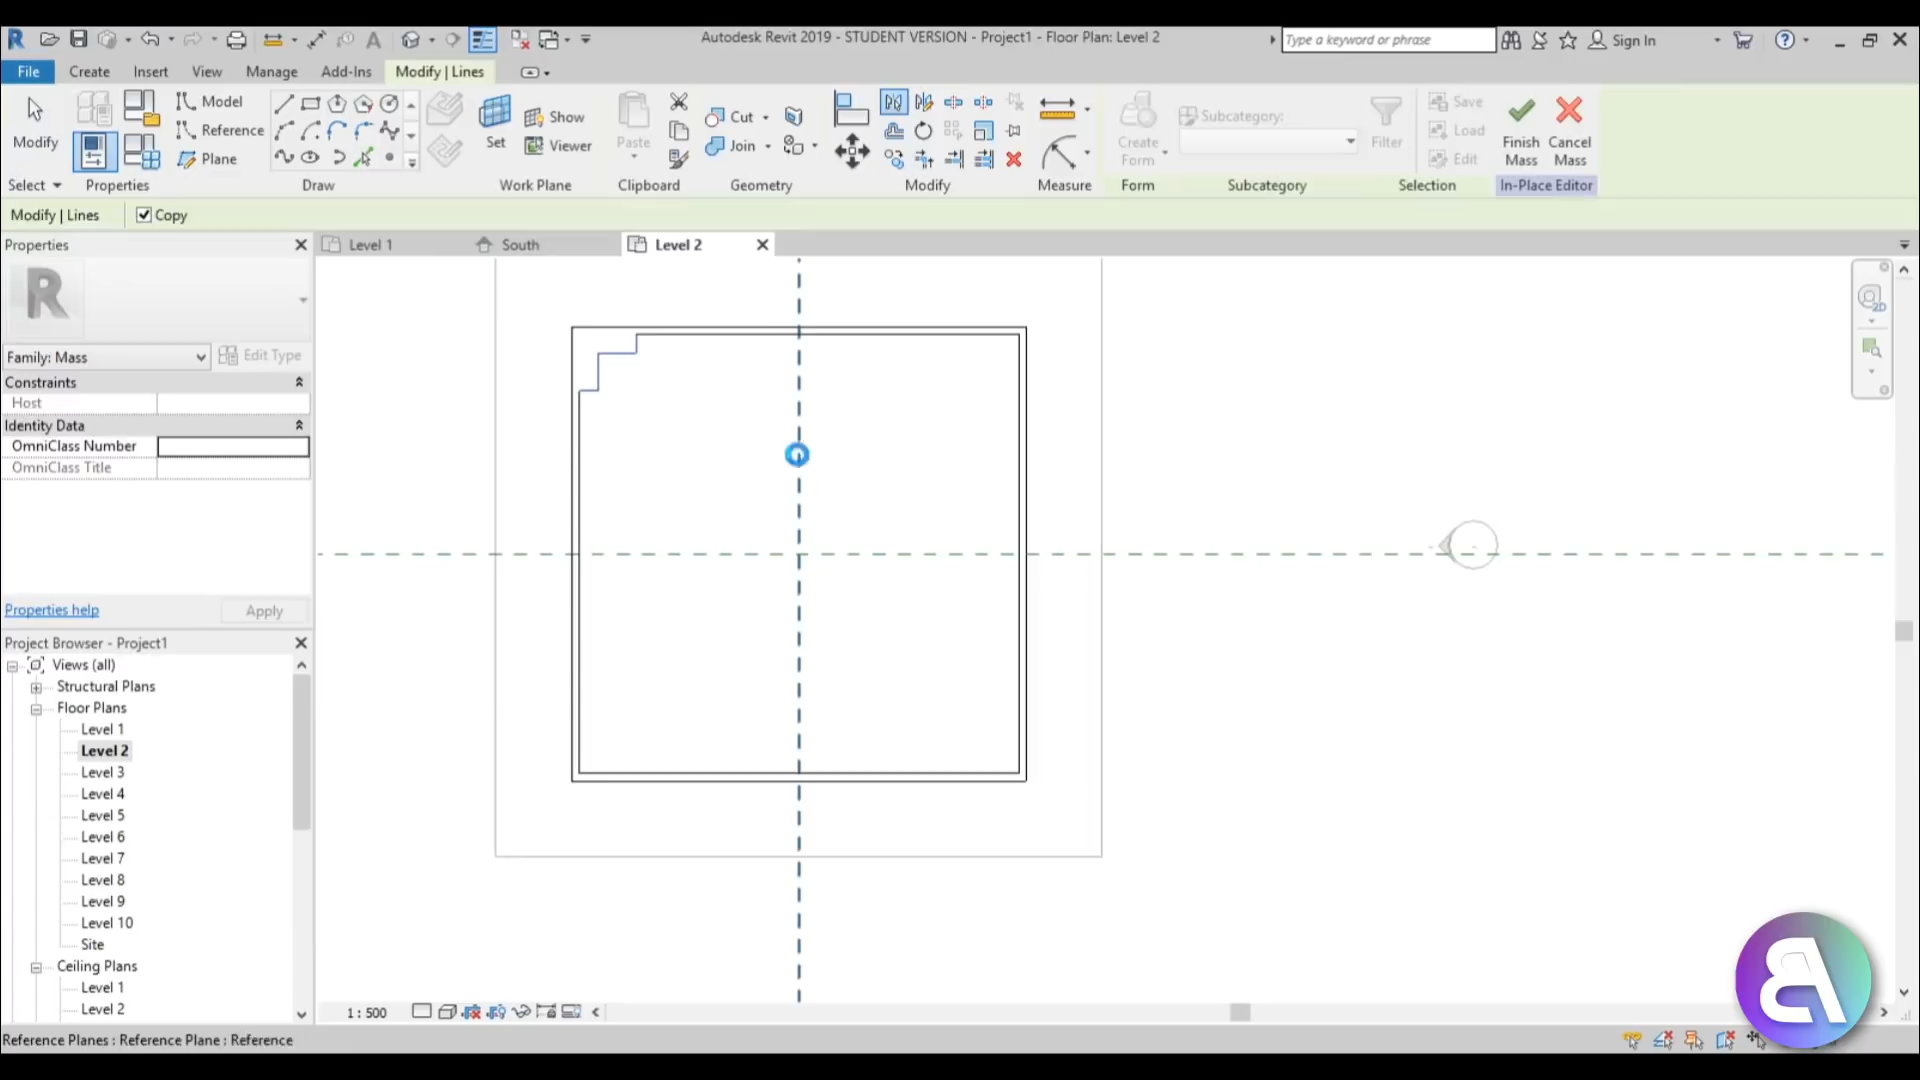 Autodesk Revit 2019 - STUDENT VERSION - Project1 - Floor Plan: Level 2
Type a keyword or phrase
Sign In
File Create Insert View Manage Add-Ins Modify | Lines
Modify
Model
Reference
Plane
Set
Show
Viewer
Paste
Cut
Join
Create Form
Subcategory:
Filter
Save
Load
Edit
Finish Mass
Cancel Mass
Select Properties Draw Work Plane Clipboard Geometry Modify Measure Form Subcategory Selection In-Place Editor
Modify | Lines Copy
Properties
Level 1 South Level 2
R
Family: Mass Edit Type
Constraints
Host
Identity Data
OmniClass Number
OmniClass Title
2D
Properties help Apply
Project Browser - Project1
Views (all)
Structural Plans
Floor Plans
Level 1
Level 2
Level 3
Level 4
Level 5
Level 6
Level 7
Level 8
Level 9
Level 10
Site
Ceiling Plans
Level 1
Level 2
1 : 500
Reference Planes : Reference Plane : Reference